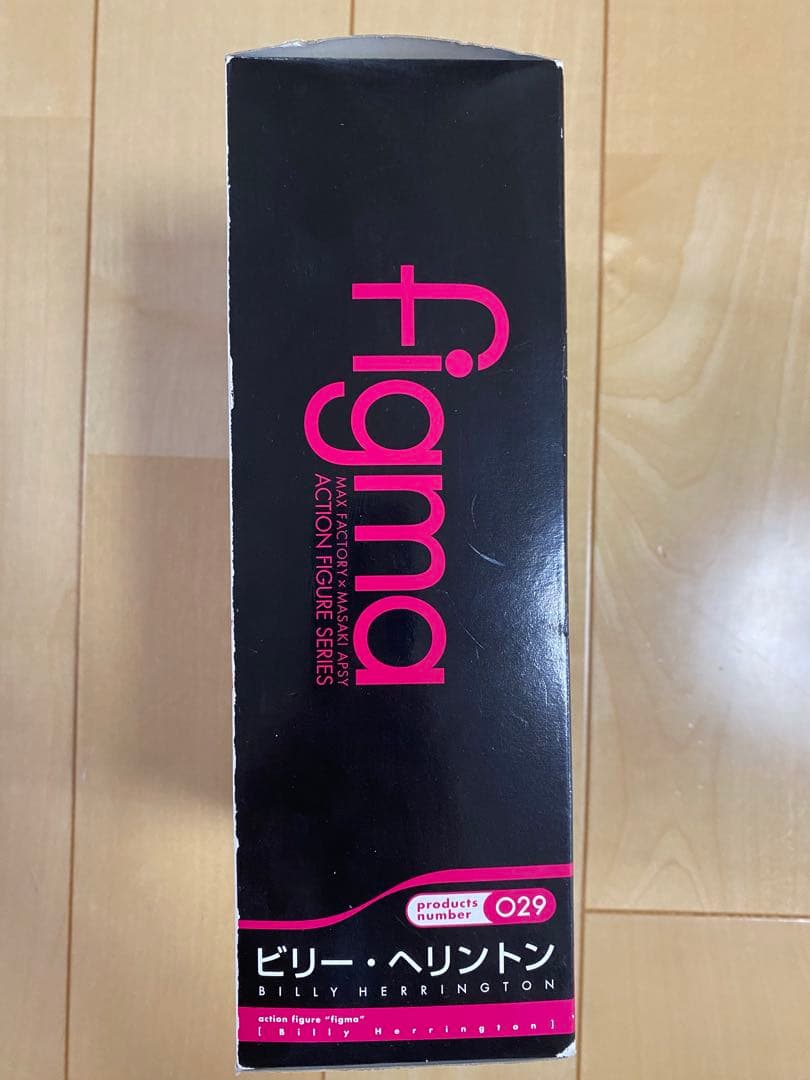 figma
MAX FACTORY × MASAKI APSY
ACTION FIGURE SERIES
products
number
029
ビリー・ヘリントン
BILLY HERRINGTON
action figure "figma"
[ Billy Herrington ]